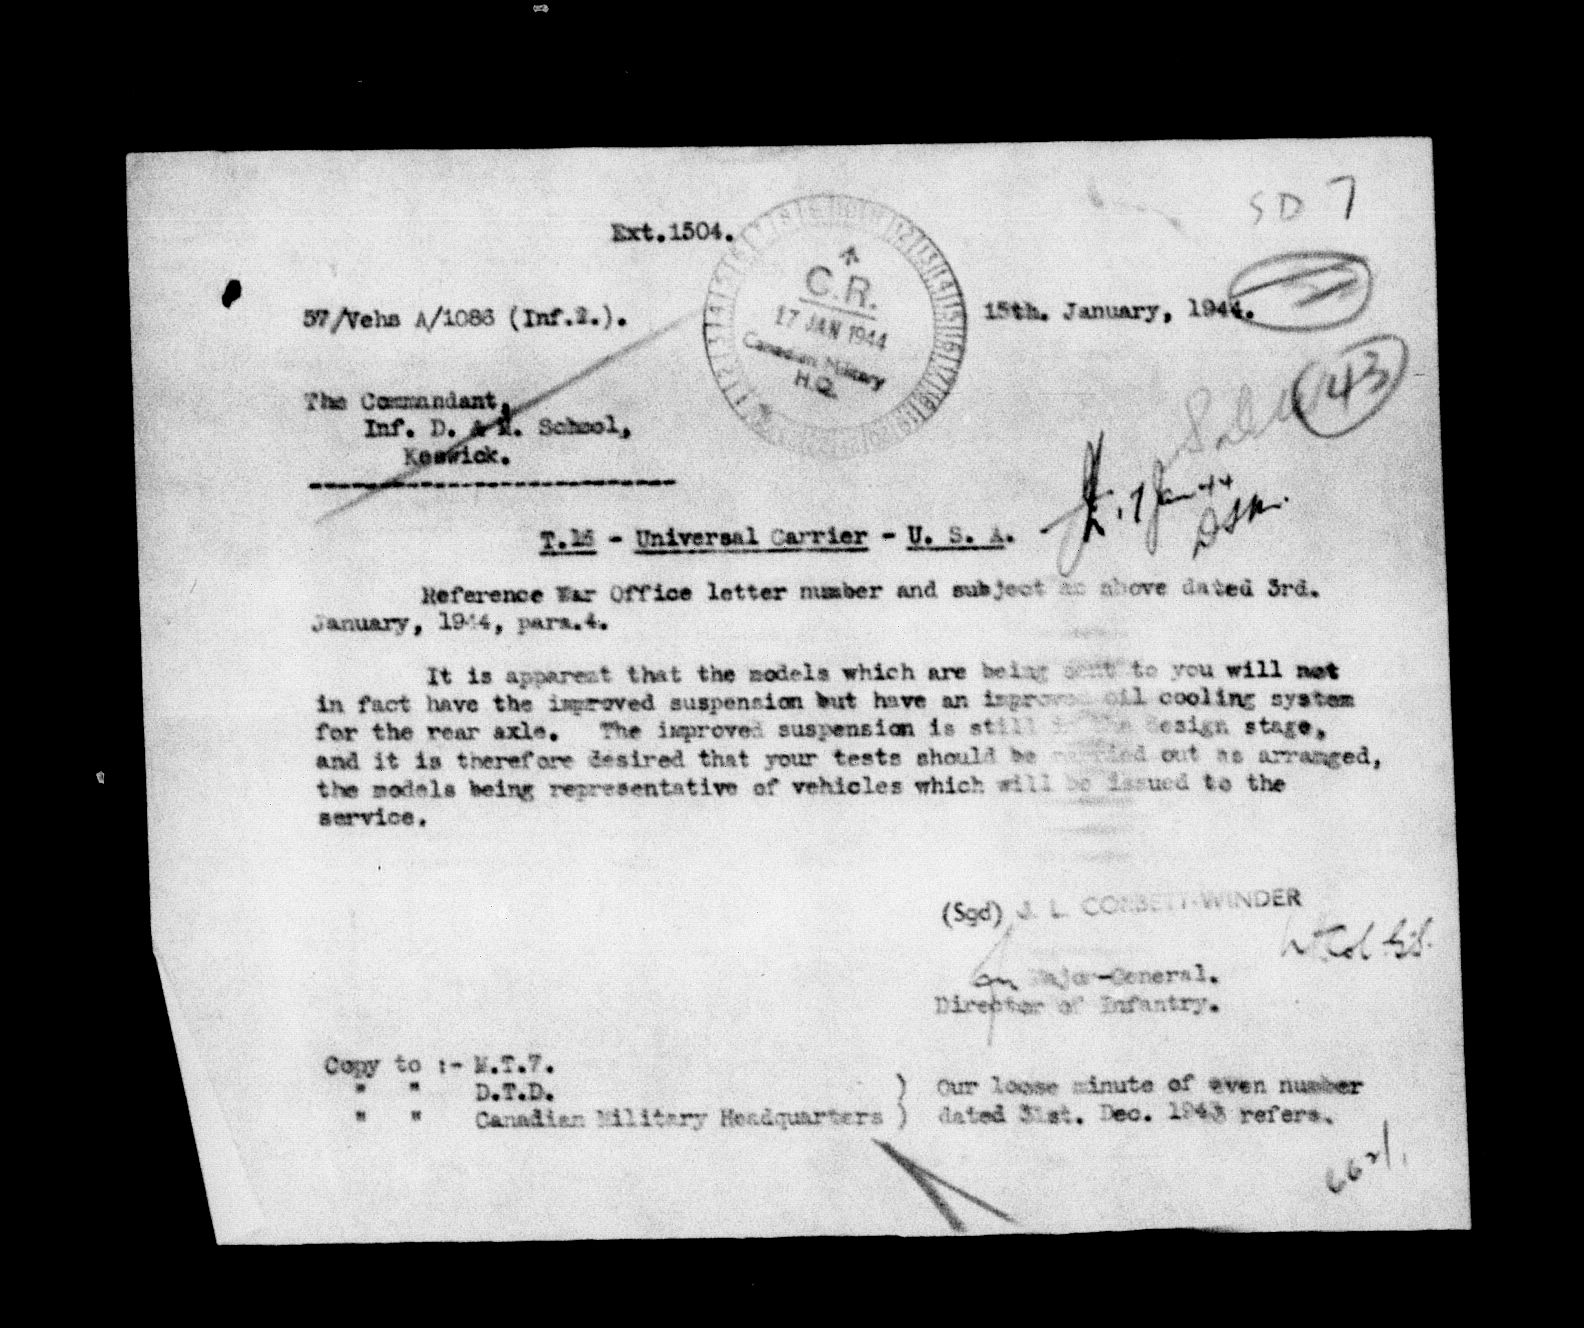 SD 7
Ext.1504.
C.R.
17 JAN 1944
Canadian Military
H.Q.
57/Vehs A/1086 (Inf.2.).
15th. January, 1944.
43
The Commandant,
Inf. D. & M. School,
Keswick.
T.16 - Universal Carrier - U. S. A.
Reference War Office letter number and subject as above dated 3rd.
January, 1944, para.4.
It is apparent that the models which are being sent to you will not
in fact have the improved suspension but have an improved oil cooling system
for the rear axle. The improved suspension is still in the design stage,
and it is therefore desired that your tests should be carried out as arranged,
the models being representative of vehicles which will be issued to the
service.
(Sgd) J. L. CORBETT-WINDER
Lt Col G.S.
Major-General.
Director of Infantry.
Copy to :- M.T.7.
" " D.T.D.
" " Canadian Military Headquarters
) Our loose minute of even number
) dated 31st. Dec. 1943 refers.